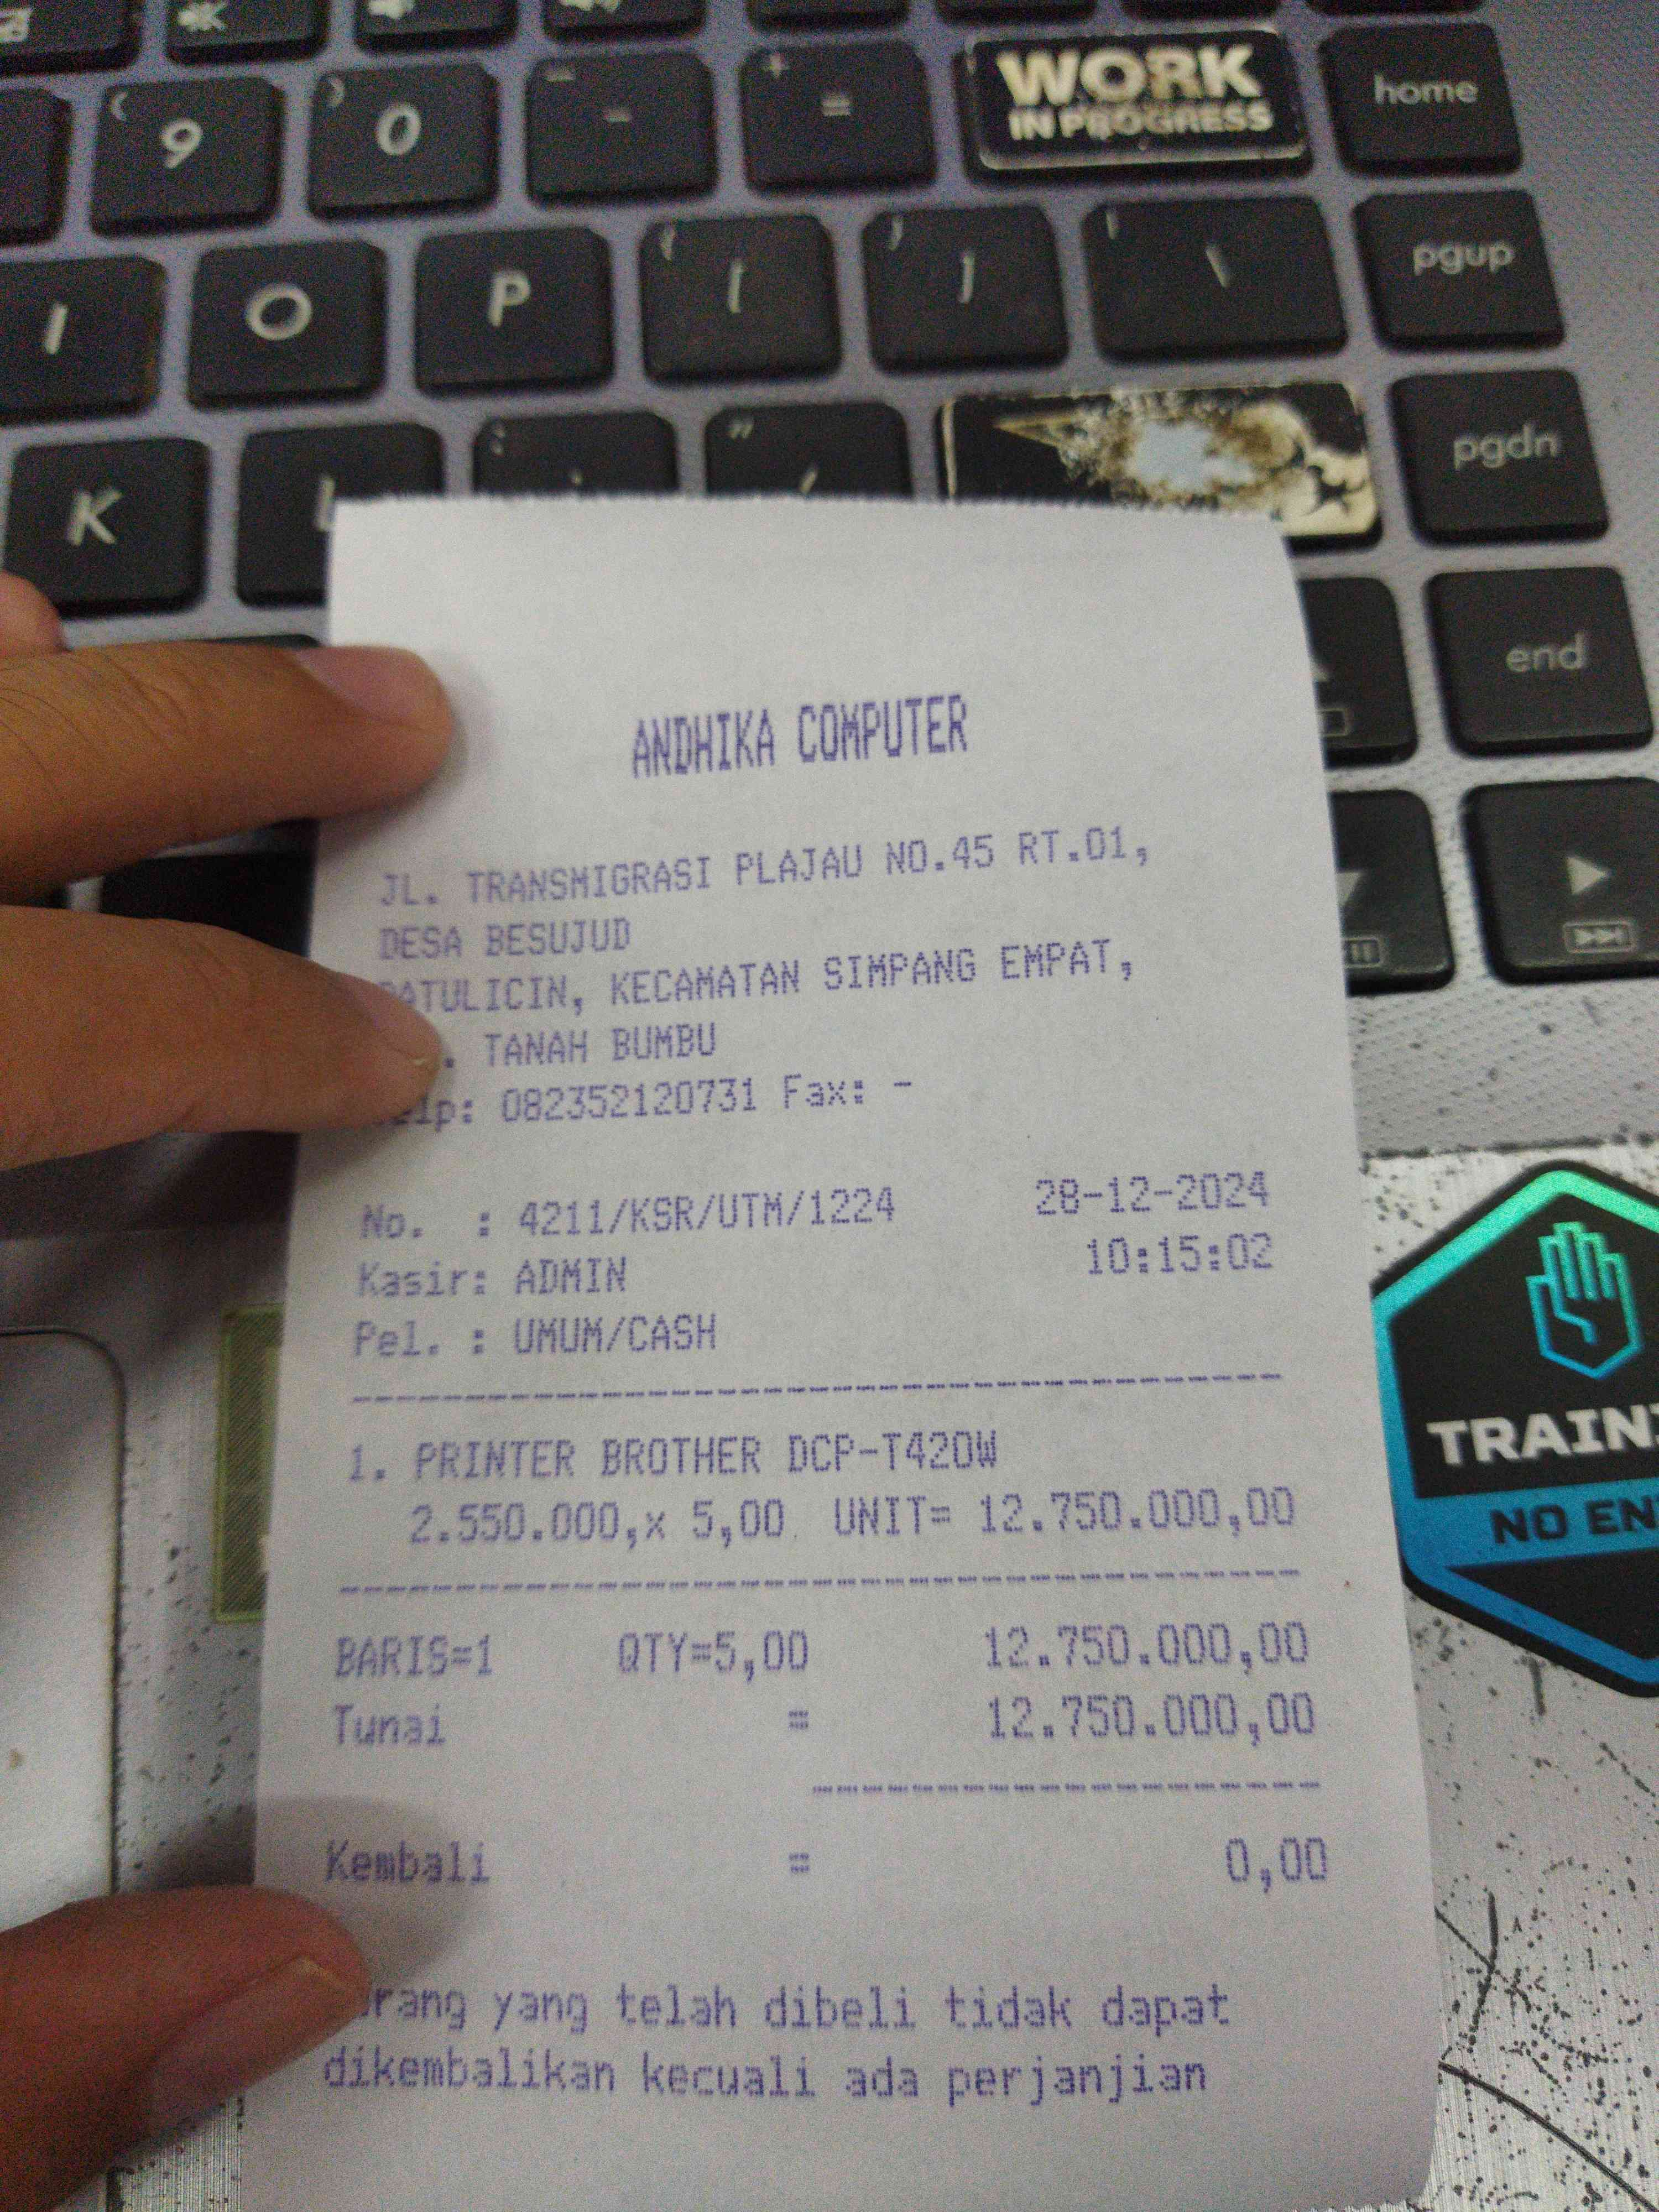 9
0
-
+
=
WORK
IN PROGRESS
home
I
O
P
{
[
}
]
|
\
pgup
K
:
;
"
pgdn
end
ANDHIKA COMPUTER
JL. TRANSMIGRASI PLAJAU NO.45 RT.01,
DESA BESUJUD
BATULICIN, KECAMATAN SIMPANG EMPAT,
. TANAH BUMBU
Telp: 082352120731 Fax: -
No. : 4211/KSR/UTM/1224 28-12-2024
Kasir: ADMIN 10:15:02
Pel. : UMUM/CASH
1. PRINTER BROTHER DCP-T420W
2.550.000,x 5,00 UNIT= 12.750.000,00
BARIS=1 QTY=5,00 12.750.000,00
Tunai = 12.750.000,00
Kembali = 0,00
yang telah dibeli tidak dapat
dikembalikan kecuali ada perjanjian
TRAIN
NO EN